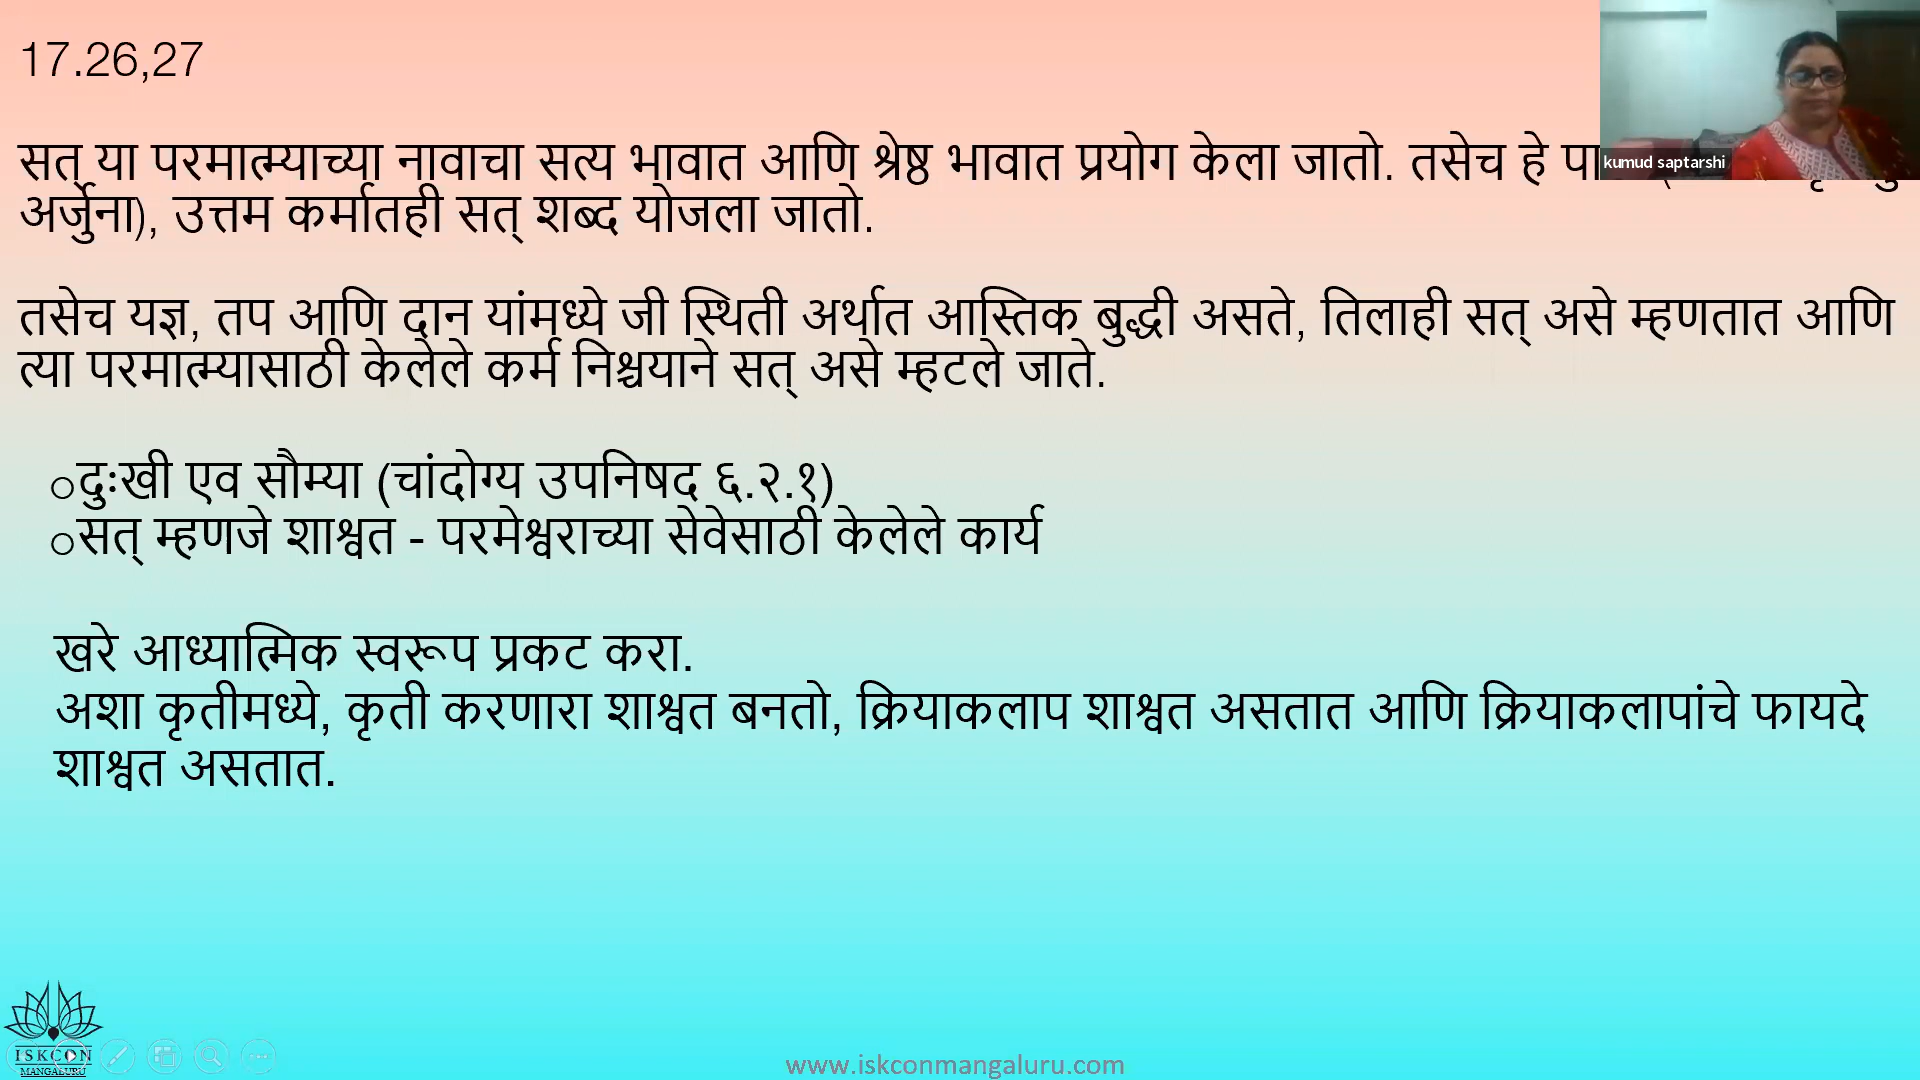 17.26,27
सत् या परमात्म्याच्या नावाचा सत्य भावात आणि श्रेष्ठ भावात प्रयोग केला जातो. तसेच हे
अर्जुना), उत्तम कर्मातही सत् शब्द योजला जातो.
तसेच यज्ञ, तप आणि दान यांमध्ये जी स्थिती अर्थात आस्तिक बुद्धी असते, तिलाही सत् असे म्हणतात आणि
त्या परमात्म्यासाठी केलेले कर्म निश्चयाने सत् असे म्हटले जाते.
○दुःखी एव सौम्या (चांदोग्य उपनिषद ६.२.१)
○सत् म्हणजे शाश्वत - परमेश्वराच्या सेवेसाठी केलेले कार्य
खरे आध्यात्मिक स्वरूप प्रकट करा.
अशा कृतीमध्ये, कृती करणारा शाश्वत बनतो, क्रियाकलाप शाश्वत असतात आणि क्रियाकलापांचे फायदे
शाश्वत असतात.
kumud saptarshi
ISKCON
MANGALURU
www.iskconmangaluru.com